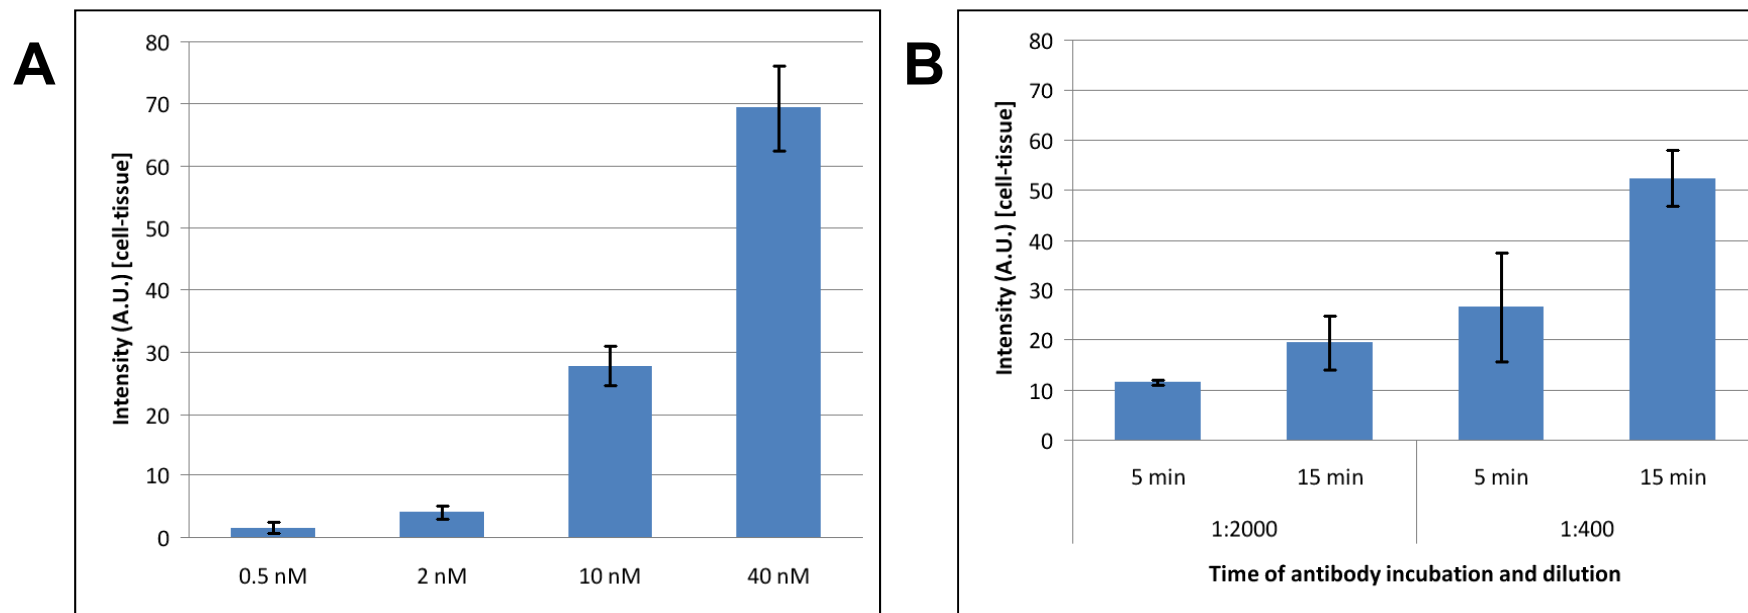 A
80
70
60
50
40
30
20
10
0
Intensity (A.U.) [cell-tissue]
0.5 nM 2 nM 10 nM 40 nM
B
80
70
60
50
40
30
20
10
0
Intensity (A.U.) [cell-tissue]
5 min 15 min 5 min 15 min
1:2000 1:400
Time of antibody incubation and dilution